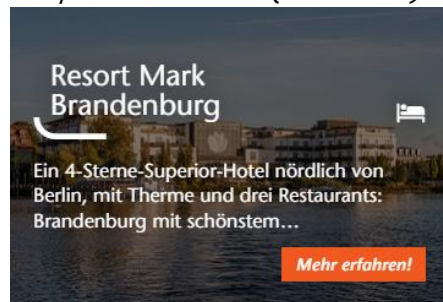 Resort Mark
Brandenburg
Ein 4-Sterne-Superior-Hotel nördlich von
Berlin, mit Therme und drei Restaurants:
Brandenburg mit schönstem...
Mehr erfahren!